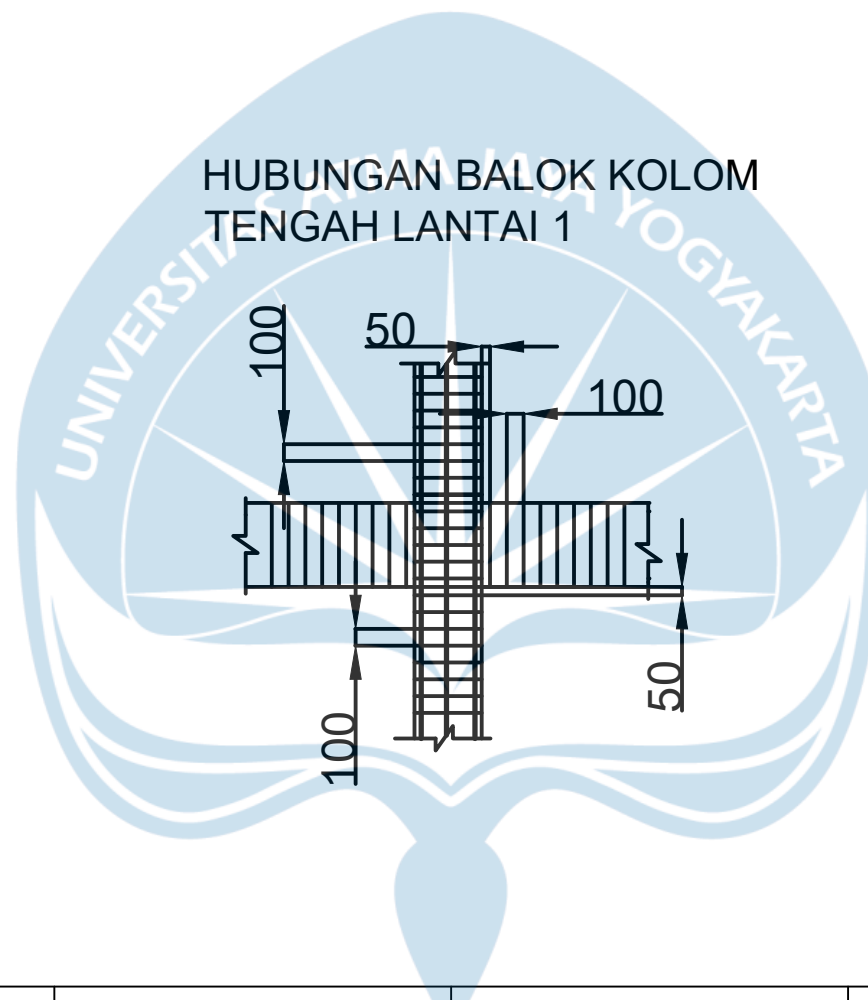 HUBUNGAN BALOK KOLOM
TENGAH LANTAI 1
UNIVERSITAS ATMA JAYA YOGYAKARTA
100
50
100
50
100